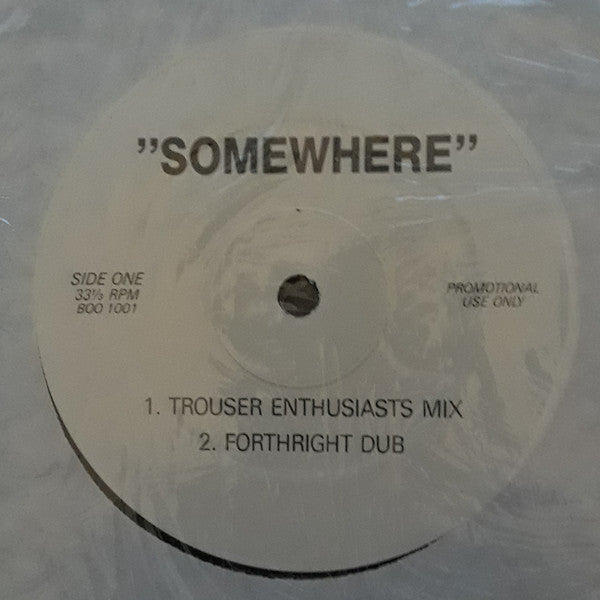 "SOMEWHERE"
SIDE ONE
33⅓ RPM
BOO 1001
PROMOTIONAL
USE ONLY
1. TROUSER ENTHUSIASTS MIX
2. FORTHRIGHT DUB